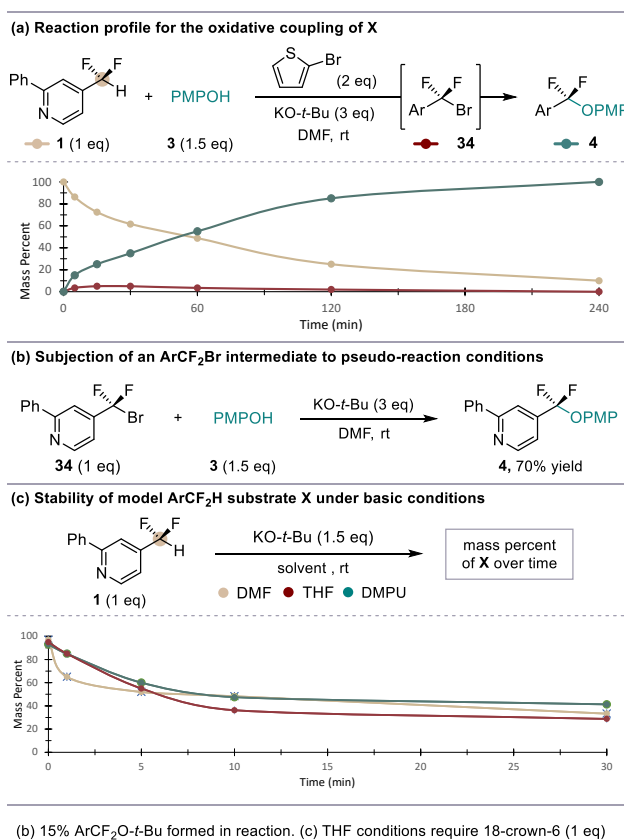 (a) Reaction profile for the oxidative coupling of X
Ph
N
F F
H
+
PMPOH
S
Br
(2 eq)
KO-t-Bu (3 eq)
DMF, rt
F F
Ar Br
F F
Ar OPMP
1 (1 eq)
3 (1.5 eq)
34
4
Mass Percent
100
80
60
40
20
0
0 60 120 180 240
Time (min)
(b) Subjection of an ArCF2Br intermediate to pseudo-reaction conditions
Ph
N
F F
Br
+
PMPOH
KO-t-Bu (3 eq)
DMF, rt
Ph
N
F F
OPMP
34 (1 eq)
3 (1.5 eq)
4, 70% yield
(c) Stability of model ArCF2H substrate X under basic conditions
Ph
N
F F
H
KO-t-Bu (1.5 eq)
solvent , rt
mass percent
of X over time
1 (1 eq)
DMF THF DMPU
Mass Percent
100
80
60
40
20
0
0 5 10 15 20 25 30
Time (min)
(b) 15% ArCF2O-t-Bu formed in reaction. (c) THF conditions require 18-crown-6 (1 eq)